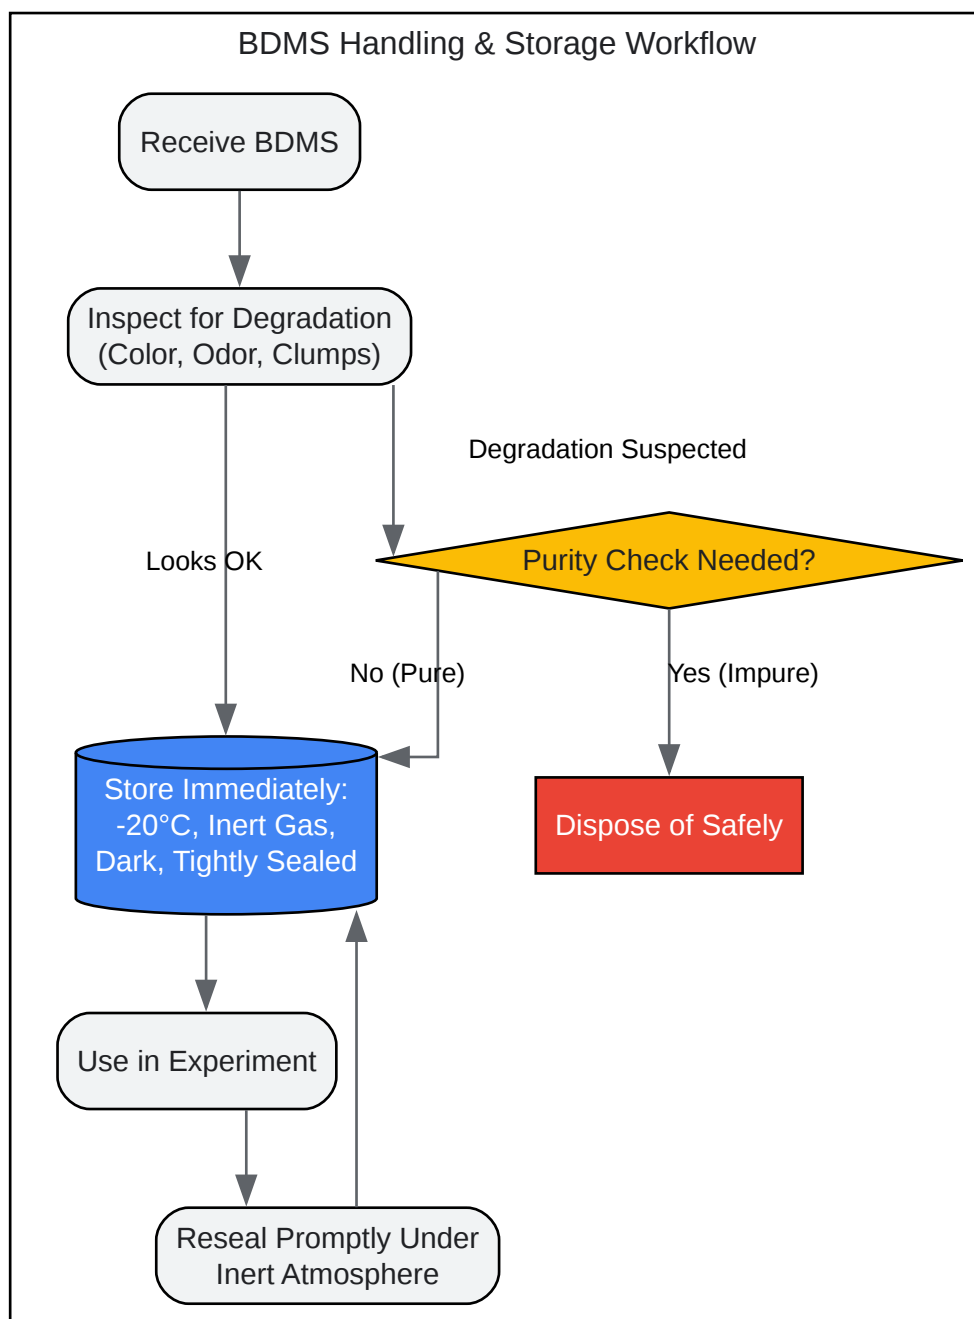 BDMS Handling & Storage Workflow
Receive BDMS
Inspect for Degradation
(Color, Odor, Clumps)
Degradation Suspected
Looks OK
Purity Check Needed?
No (Pure)
Yes (Impure)
Store Immediately:
-20°C, Inert Gas,
Dark, Tightly Sealed
Dispose of Safely
Use in Experiment
Reseal Promptly Under
Inert Atmosphere